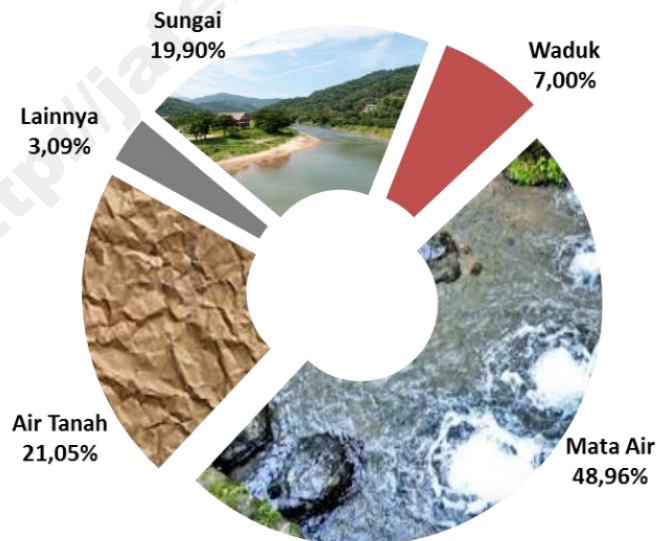 Sungai
19,90%
Waduk
7,00%
Lainnya
3,09%
Air Tanah
21,05%
Mata Air
48,96%